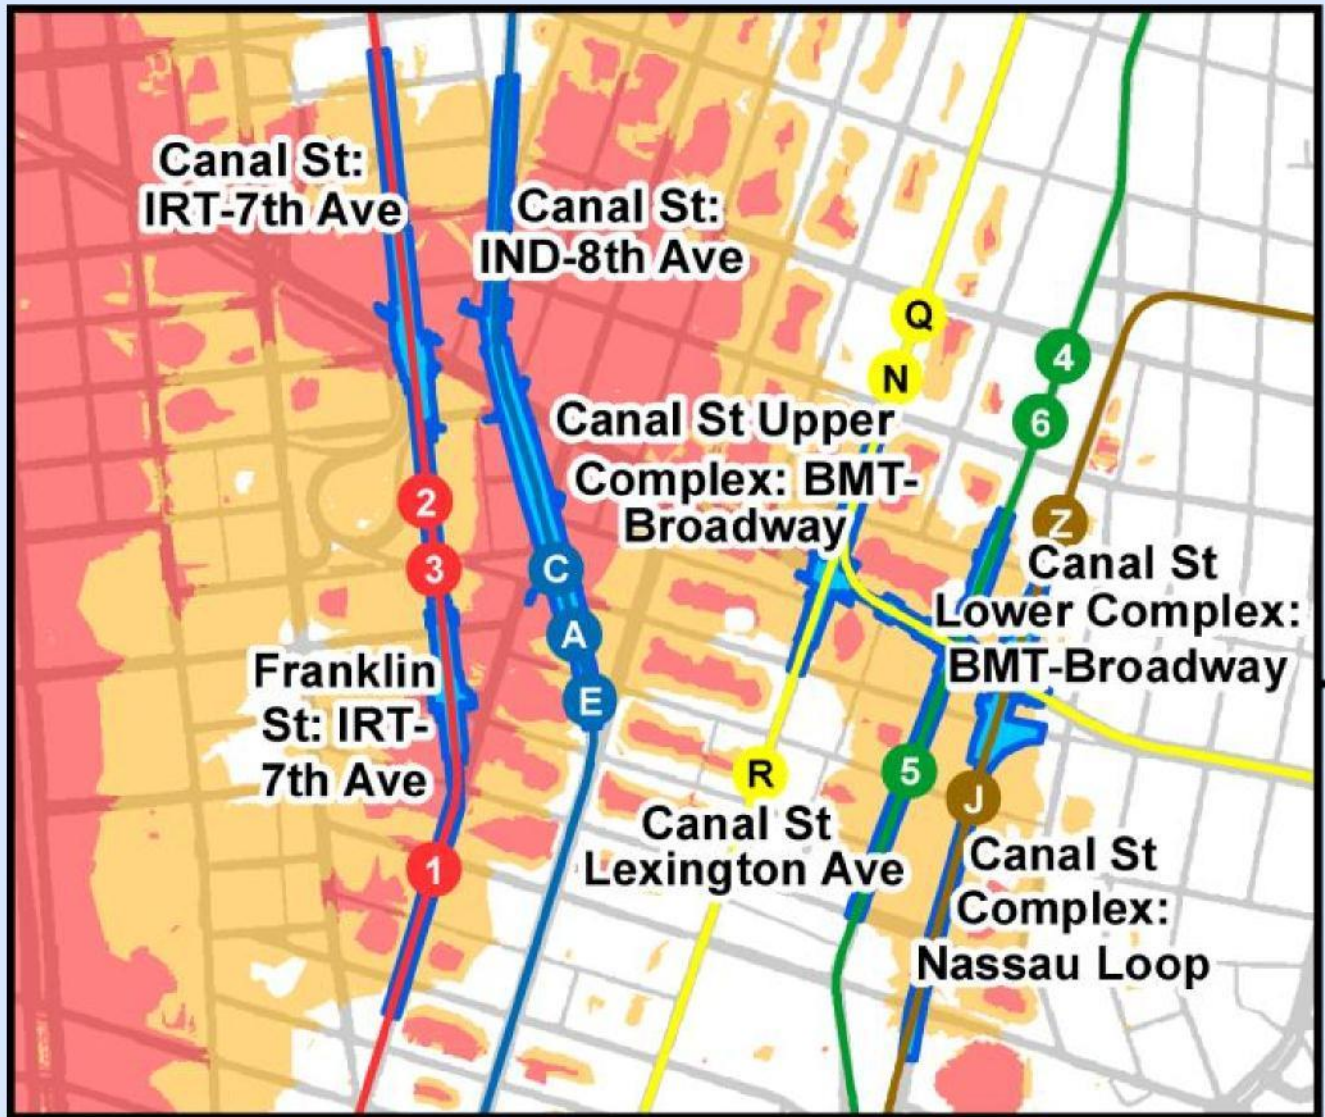 Canal St:
IRT-7th Ave
Canal St:
IND-8th Ave
Q
N
4
6
Canal St Upper
Complex: BMT-
Broadway
2
3
C
A
E
Z
Canal St
Lower Complex:
BMT-Broadway
Franklin
St: IRT-
7th Ave
R
5
J
Canal St
Lexington Ave
1
Canal St
Complex:
Nassau Loop